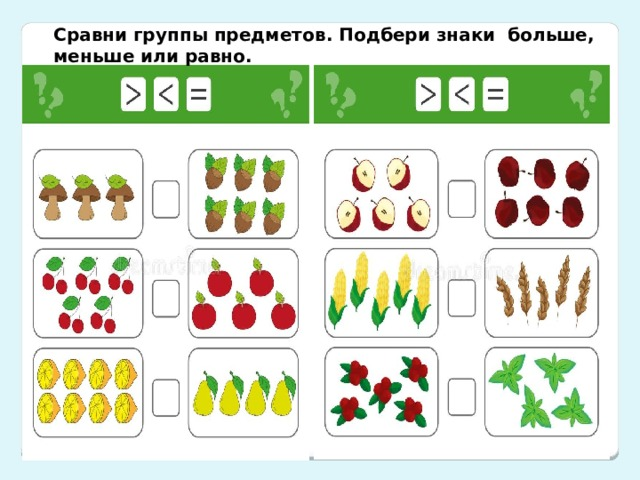 Сравни группы предметов. Подбери знаки больше,
меньше или равно.
> < = > < =